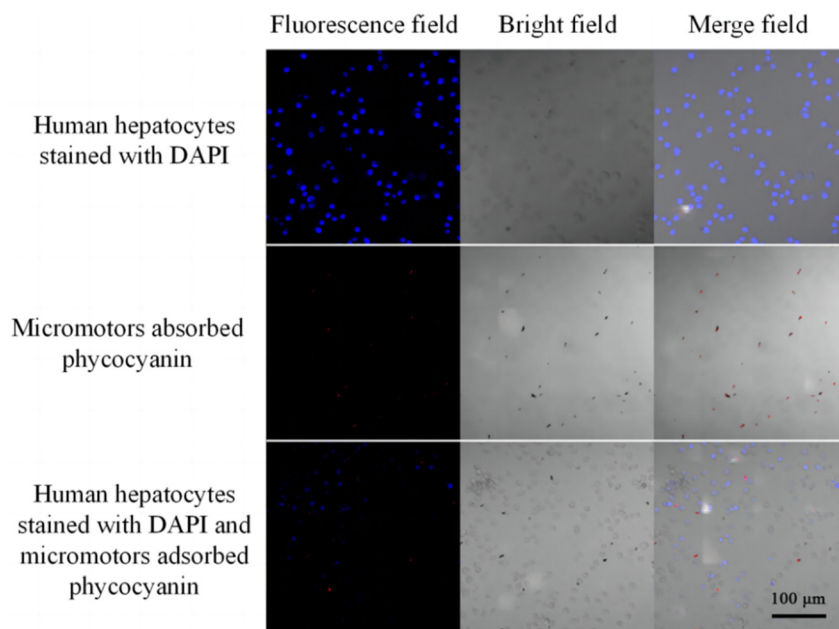 Fluorescence field Bright field Merge field
Human hepatocytes
stained with DAPI
Micromotors absorbed
phycocyanin
Human hepatocytes
stained with DAPI and
micromotors adsorbed
phycocyanin
100 μm